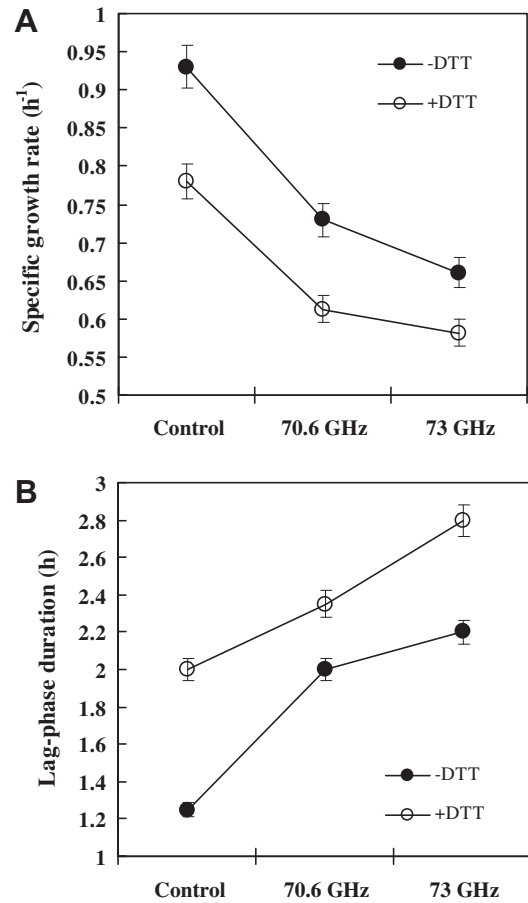 A
Specific growth rate (h-1)
1
0.95
0.9
0.85
0.8
0.75
0.7
0.65
0.6
0.55
0.5
-DTT
+DTT
Control 70.6 GHz 73 GHz
B
Lag-phase duration (h)
3
2.8
2.6
2.4
2.2
2
1.8
1.6
1.4
1.2
1
-DTT
+DTT
Control 70.6 GHz 73 GHz